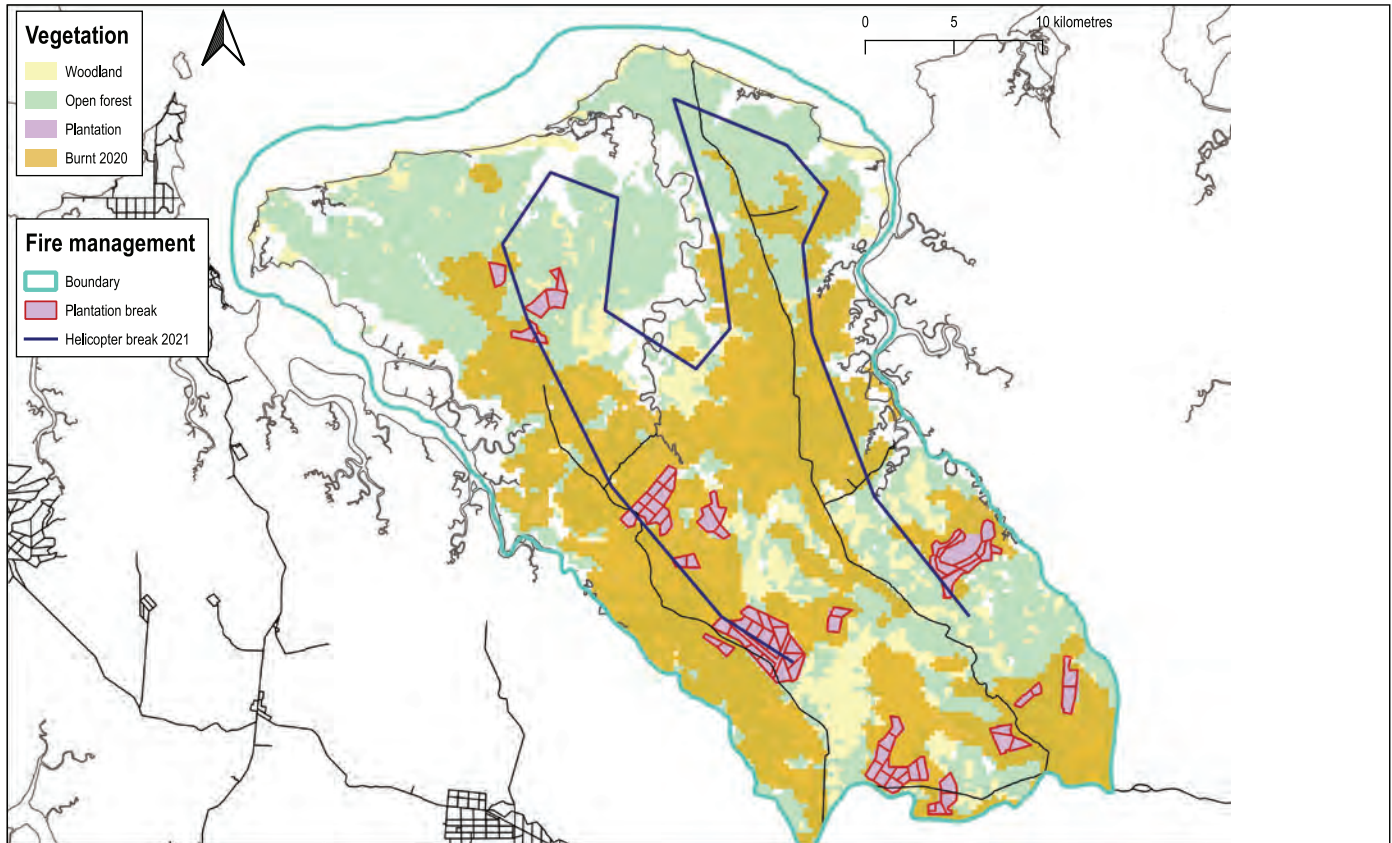 Vegetation
Woodland
Open forest
Plantation
Burnt 2020
Fire management
Boundary
Plantation break
Helicopter break 2021
0 5 10 kilometres